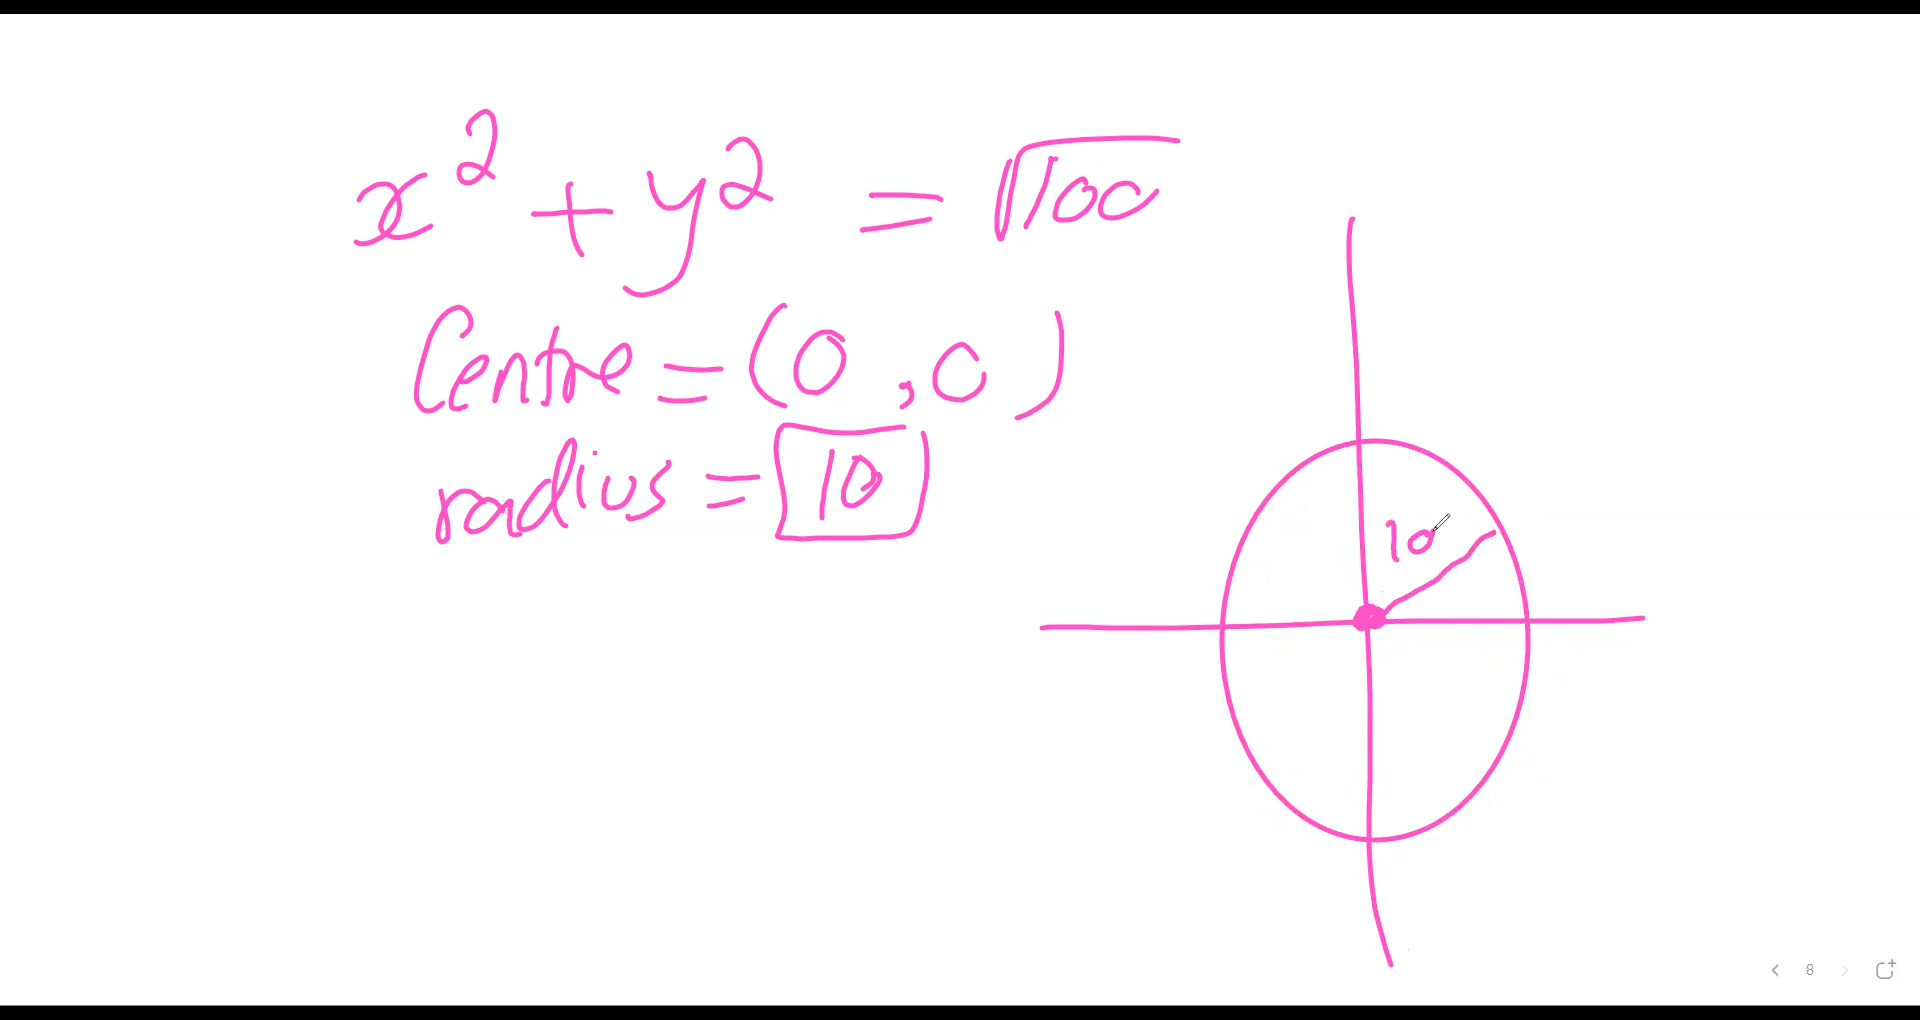 x² + y² = √100
Centre = (0, 0)
radius = 10
10
8